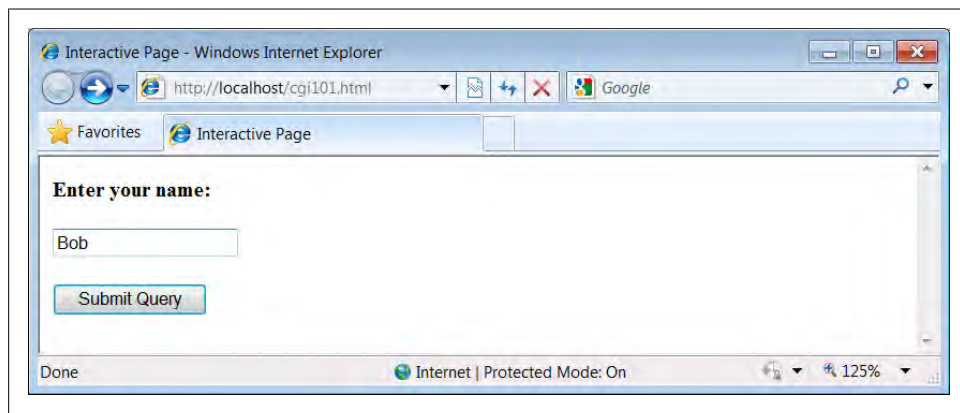 Interactive Page - Windows Internet Explorer
http://localhost/cgi101.html
Google
Favorites
Interactive Page
Enter your name:
Bob
Submit Query
Done
Internet | Protected Mode: On
125%